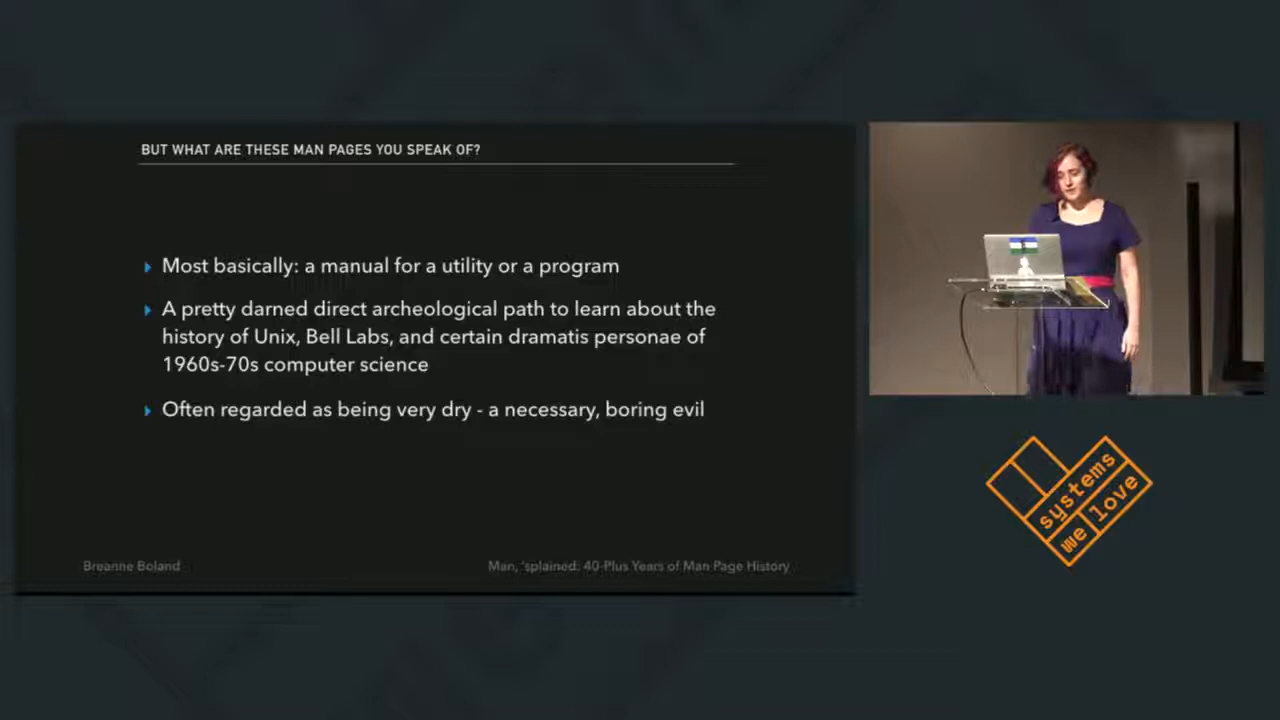 BUT WHAT ARE THESE MAN PAGES YOU SPEAK OF?
Most basically: a manual for a utility or a program
A pretty darned direct archeological path to learn about the
history of Unix, Bell Labs, and certain dramatis personae of
1960s-70s computer science
Often regarded as being very dry - a necessary, boring evil
Breanne Boland
Man, 'splained: 40-Plus Years of Man Page History
systems
we love